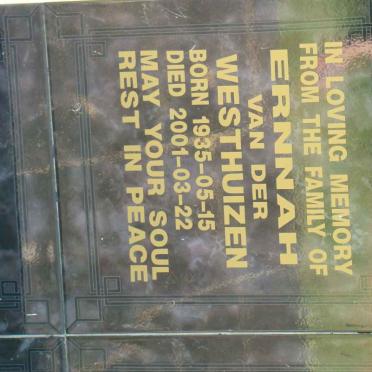 IN LOVING MEMORY
FROM THE FAMILY OF
ERNNAH
VAN DER
WESTHUIZEN
BORN 1935-05-15
DIED 2001-03-22
MAY YOUR SOUL
REST IN PEACE